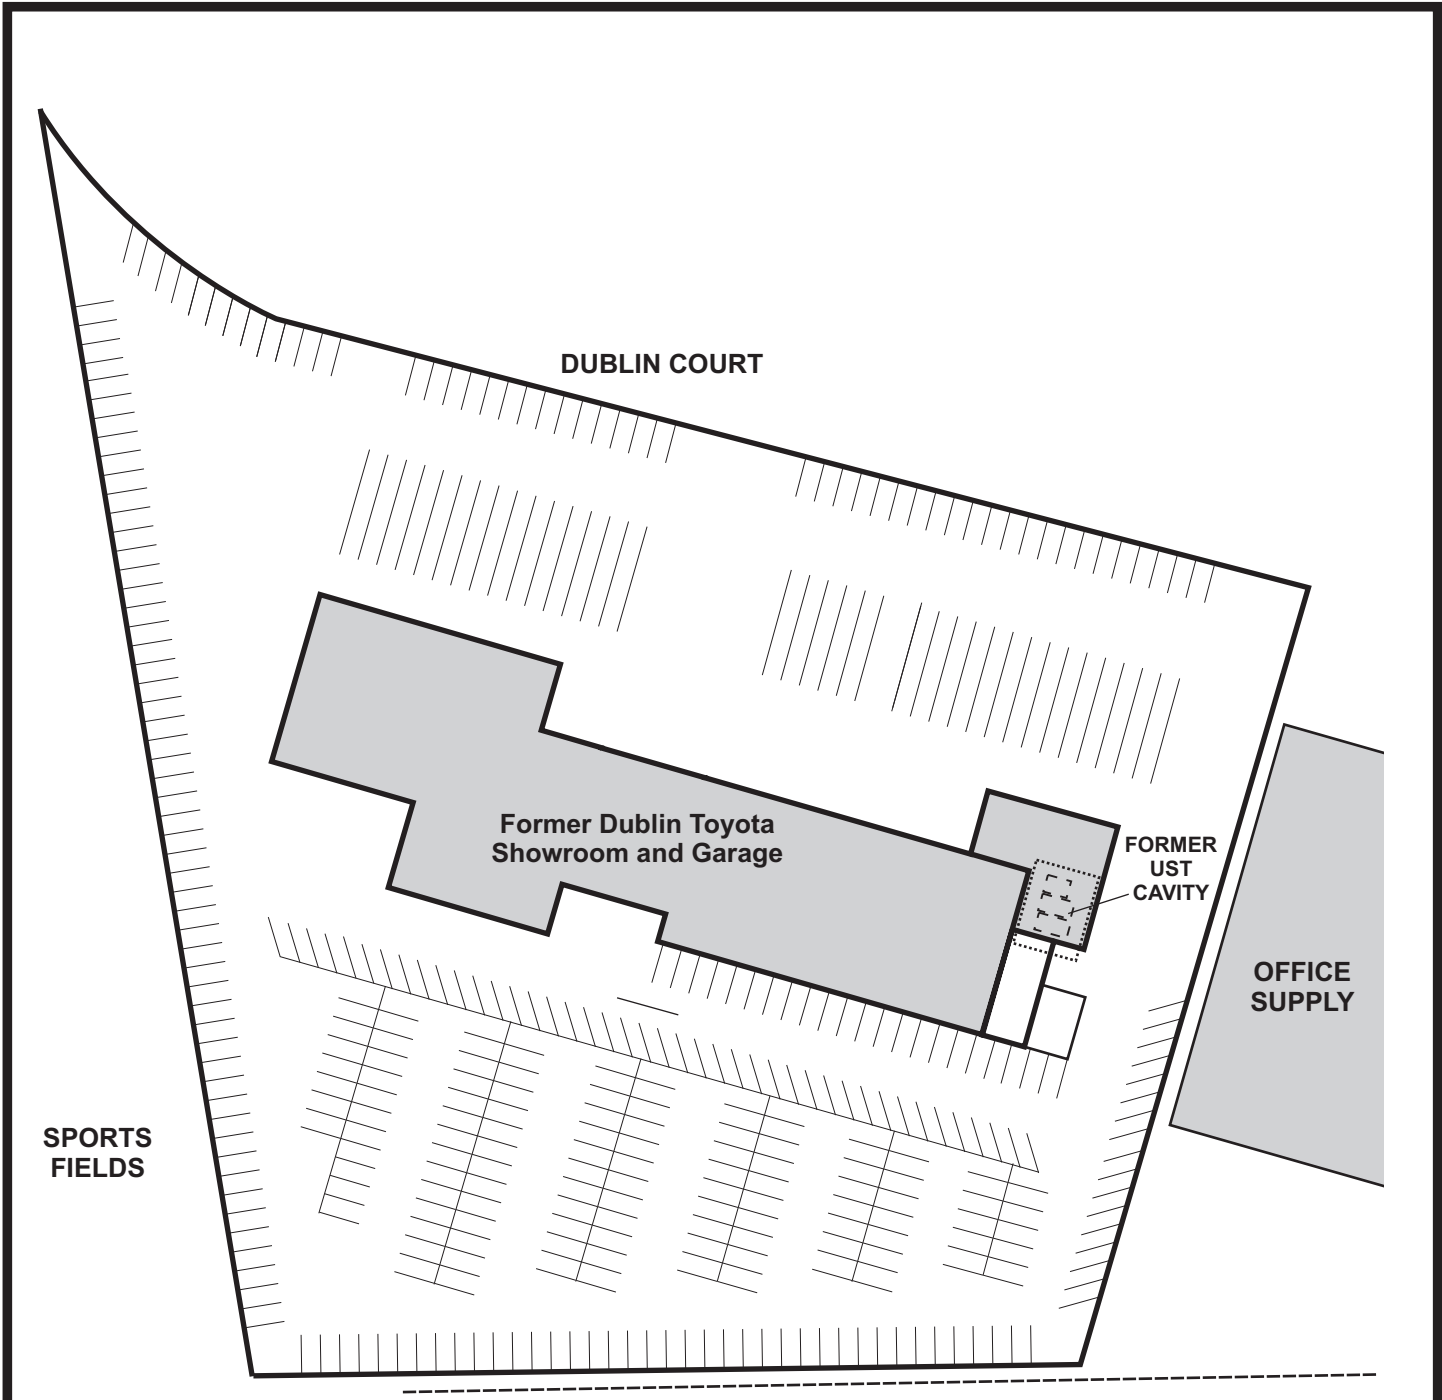 DUBLIN COURT
Former Dublin Toyota
Showroom and Garage
FORMER
UST
CAVITY
OFFICE
SUPPLY
SPORTS
FIELDS